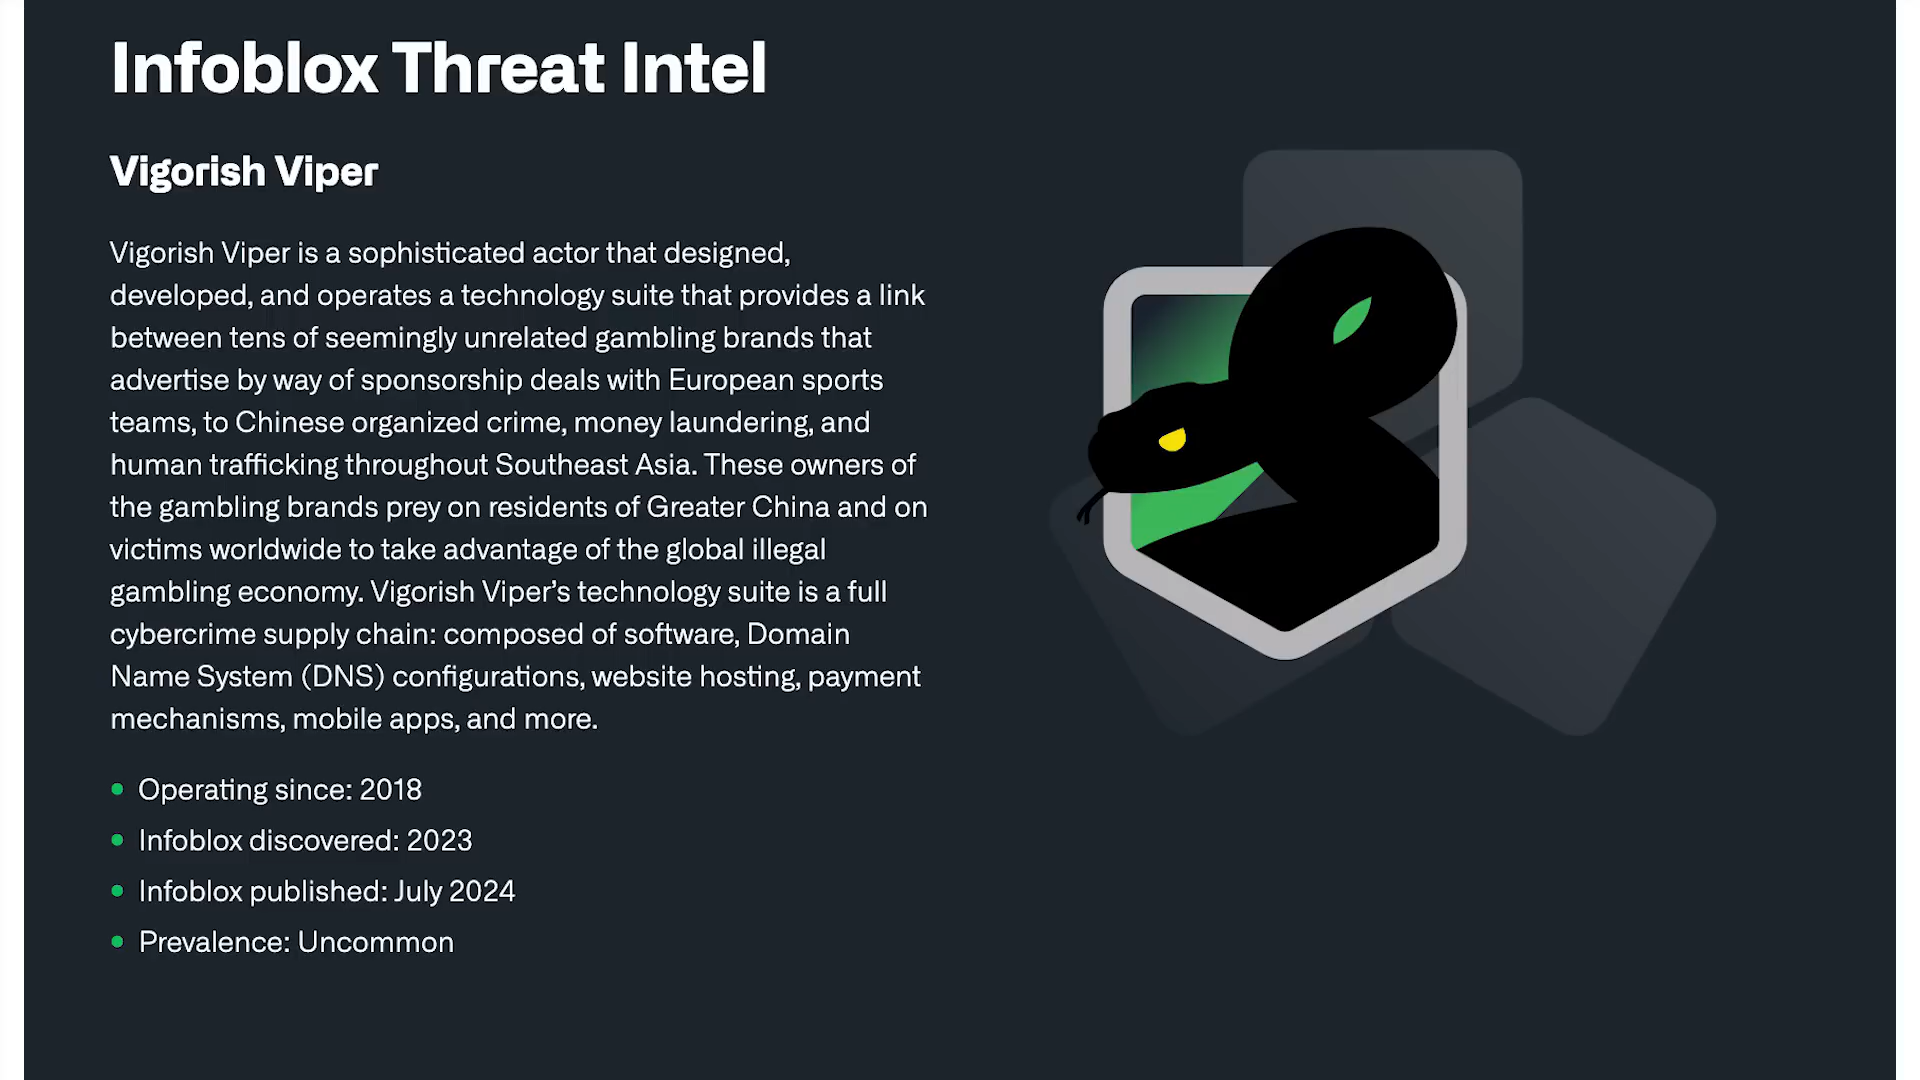 Infoblox Threat Intel
Vigorish Viper
Vigorish Viper is a sophisticated actor that designed,
developed, and operates a technology suite that provides a link
between tens of seemingly unrelated gambling brands that
advertise by way of sponsorship deals with European sports
teams, to Chinese organized crime, money laundering, and
human trafficking throughout Southeast Asia. These owners of
the gambling brands prey on residents of Greater China and on
victims worldwide to take advantage of the global illegal
gambling economy. Vigorish Viper’s technology suite is a full
cybercrime supply chain: composed of software, Domain
Name System (DNS) configurations, website hosting, payment
mechanisms, mobile apps, and more.
• Operating since: 2018
• Infoblox discovered: 2023
• Infoblox published: July 2024
• Prevalence: Uncommon